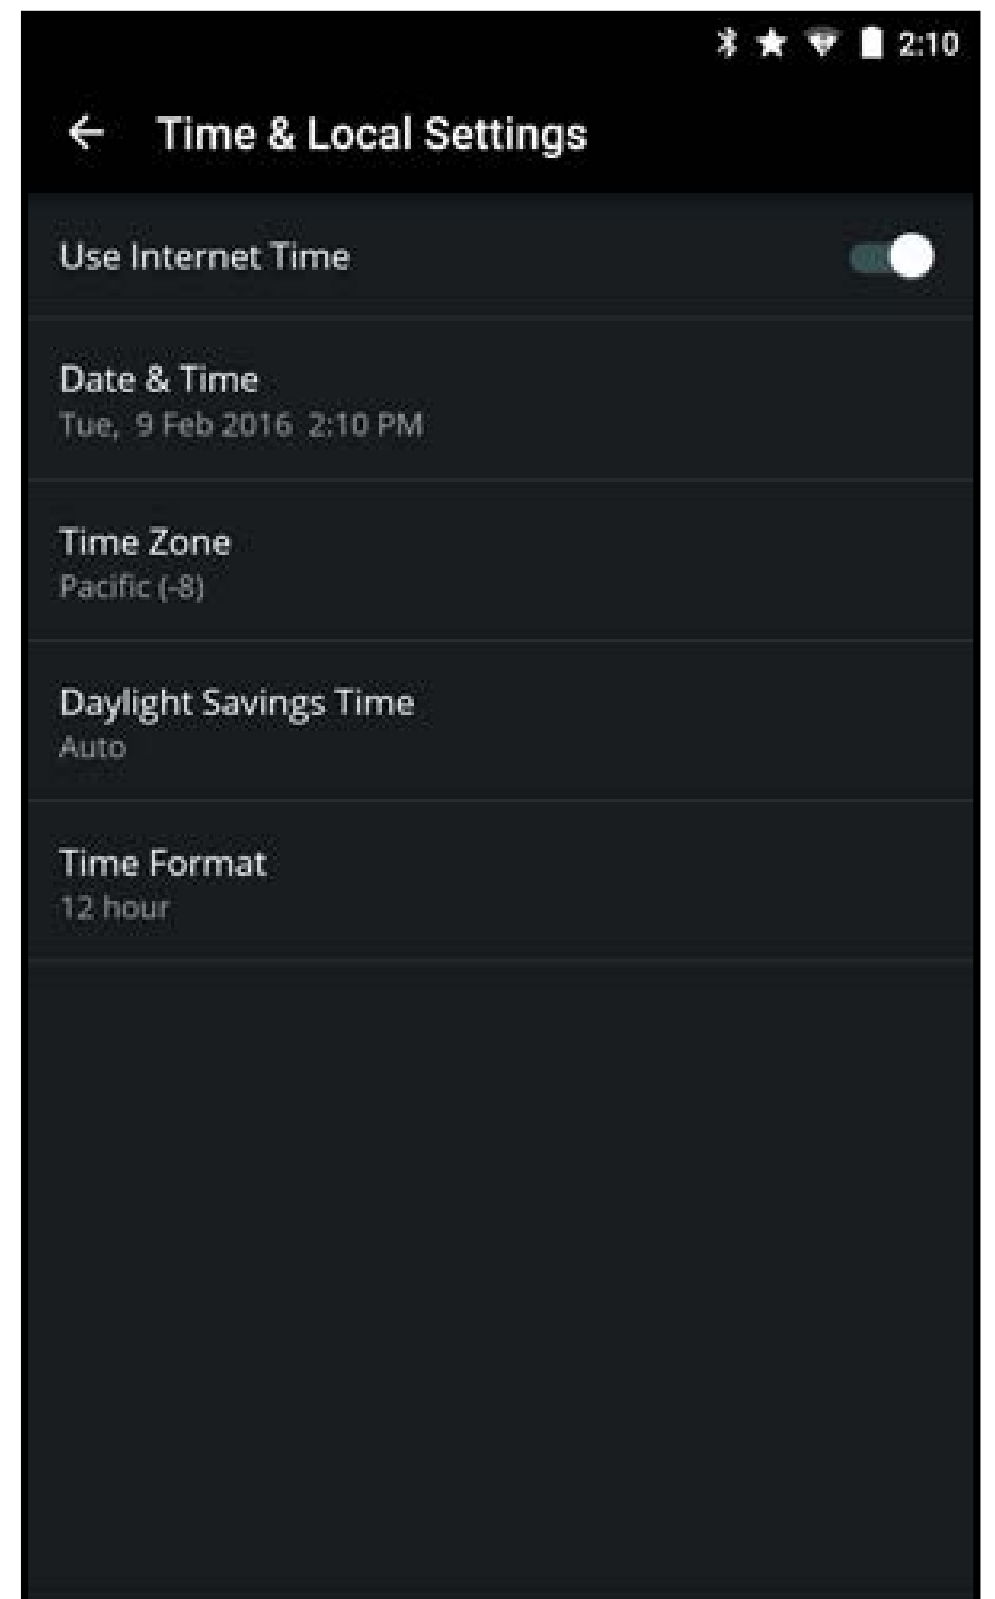 2:10
Time & Local Settings
Use Internet Time
Date & Time
Tue, 9 Feb 2016 2:10 PM
Time Zone
Pacific (-8)
Daylight Savings Time
Auto
Time Format
12 hour